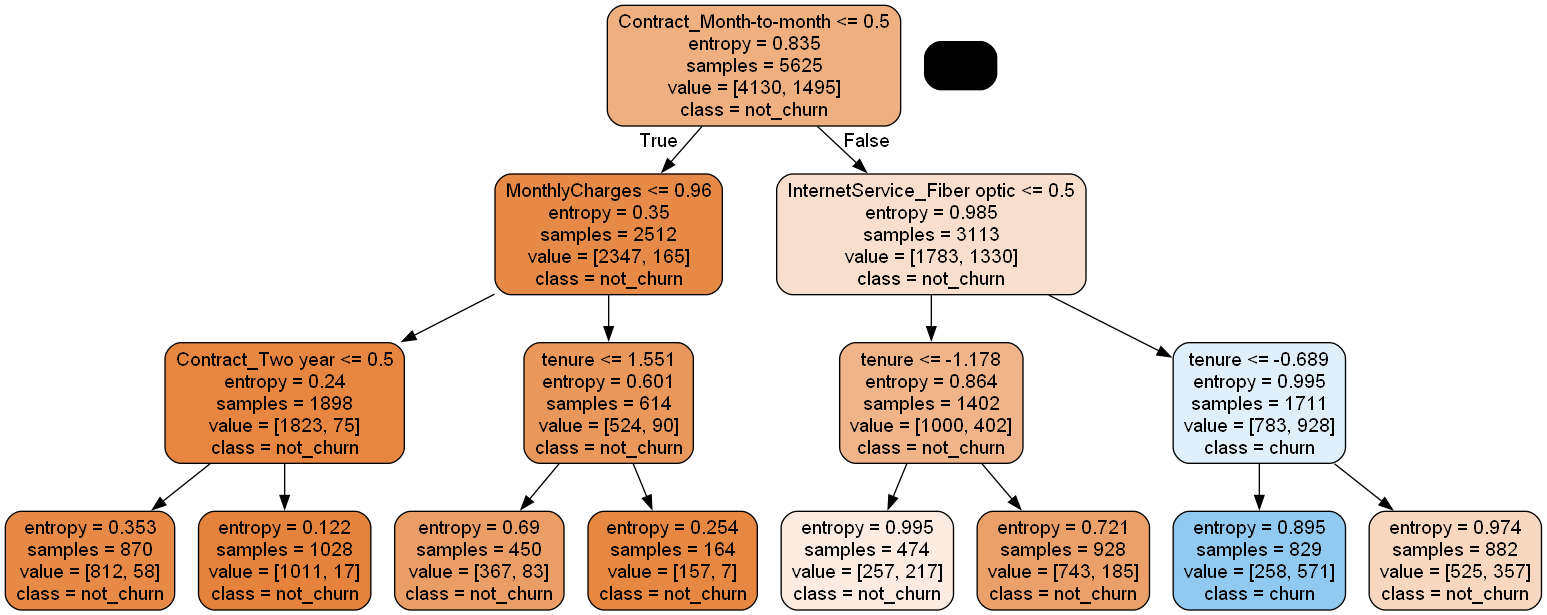 Contract_Month-to-month <= 0.5
entropy = 0.835
samples = 5625
value = [4130, 1495]
class = not_churn
True
False
MonthlyCharges <= 0.96
entropy = 0.35
samples = 2512
value = [2347, 165]
class = not_churn
InternetService_Fiber optic <= 0.5
entropy = 0.985
samples = 3113
value = [1783, 1330]
class = not_churn
Contract_Two year <= 0.5
entropy = 0.24
samples = 1898
value = [1823, 75]
class = not_churn
tenure <= 1.551
entropy = 0.601
samples = 614
value = [524, 90]
class = not_churn
tenure <= -1.178
entropy = 0.864
samples = 1402
value = [1000, 402]
class = not_churn
tenure <= -0.689
entropy = 0.995
samples = 1711
value = [783, 928]
class = churn
entropy = 0.353
samples = 870
value = [812, 58]
class = not_churn
entropy = 0.122
samples = 1028
value = [1011, 17]
class = not_churn
entropy = 0.69
samples = 450
value = [367, 83]
class = not_churn
entropy = 0.254
samples = 164
value = [157, 7]
class = not_churn
entropy = 0.995
samples = 474
value = [257, 217]
class = not_churn
entropy = 0.721
samples = 928
value = [743, 185]
class = not_churn
entropy = 0.895
samples = 829
value = [258, 571]
class = churn
entropy = 0.974
samples = 882
value = [525, 357]
class = not_churn